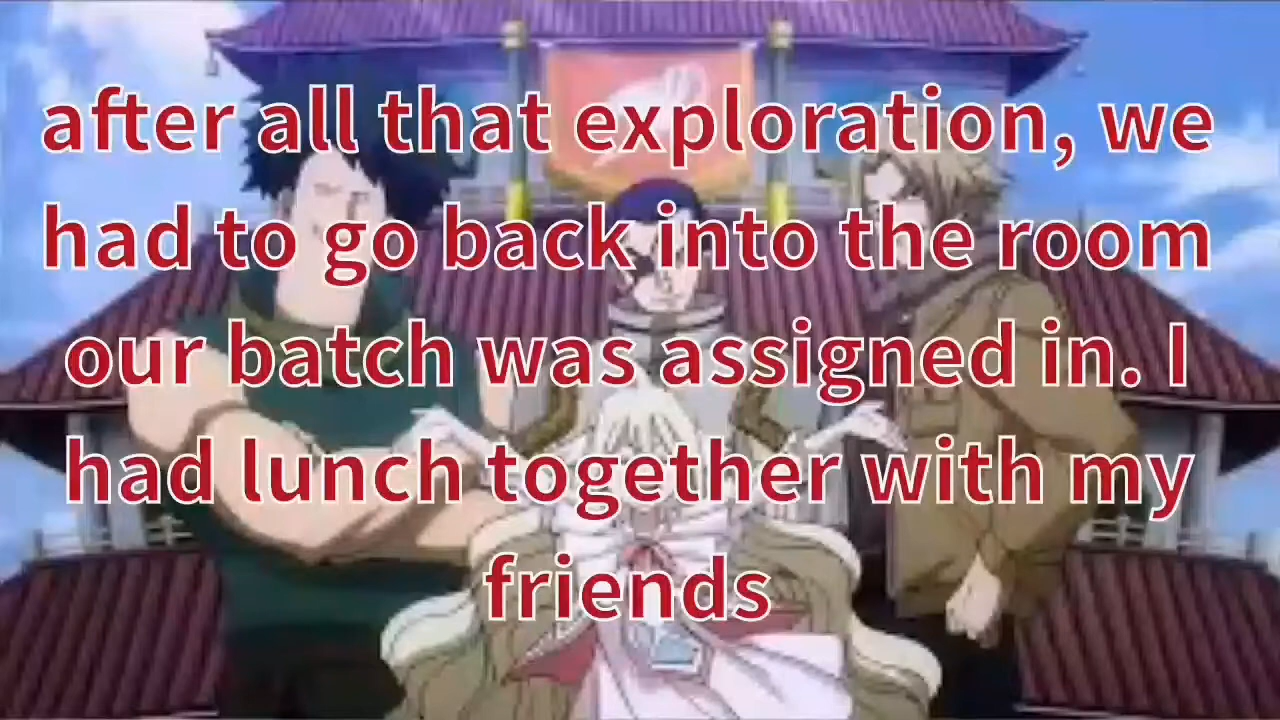 after all that exploration, we
had to go back into the room
our batch was assigned in. I
had lunch together with my
friends